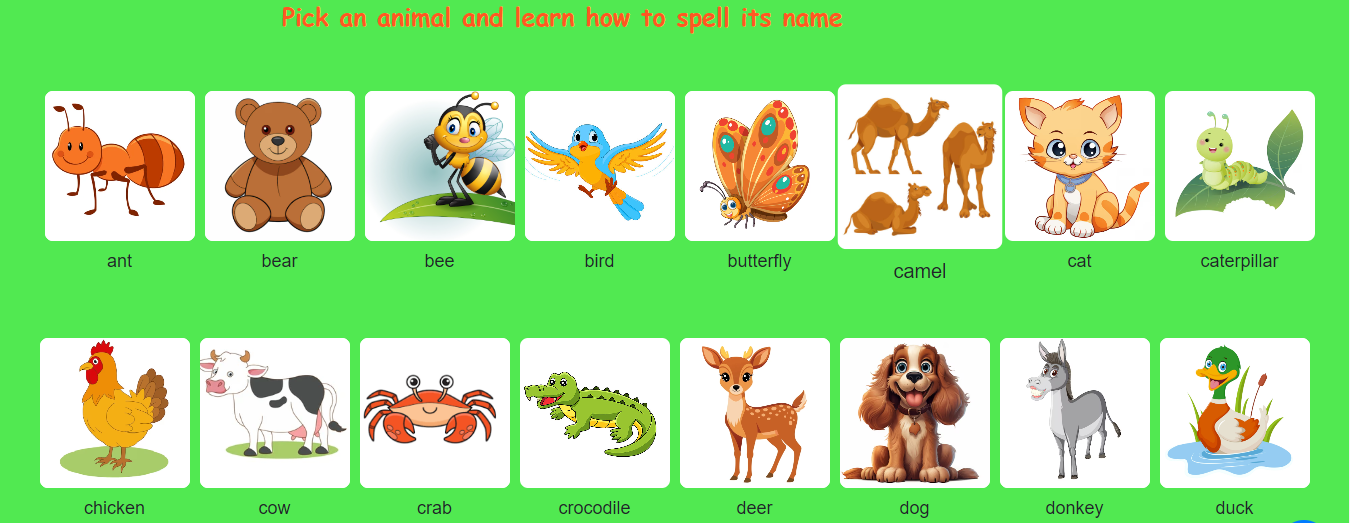 Pick an animal and learn how to spell its name
ant bear bee bird butterfly camel cat caterpillar
chicken cow crab crocodile deer dog donkey duck